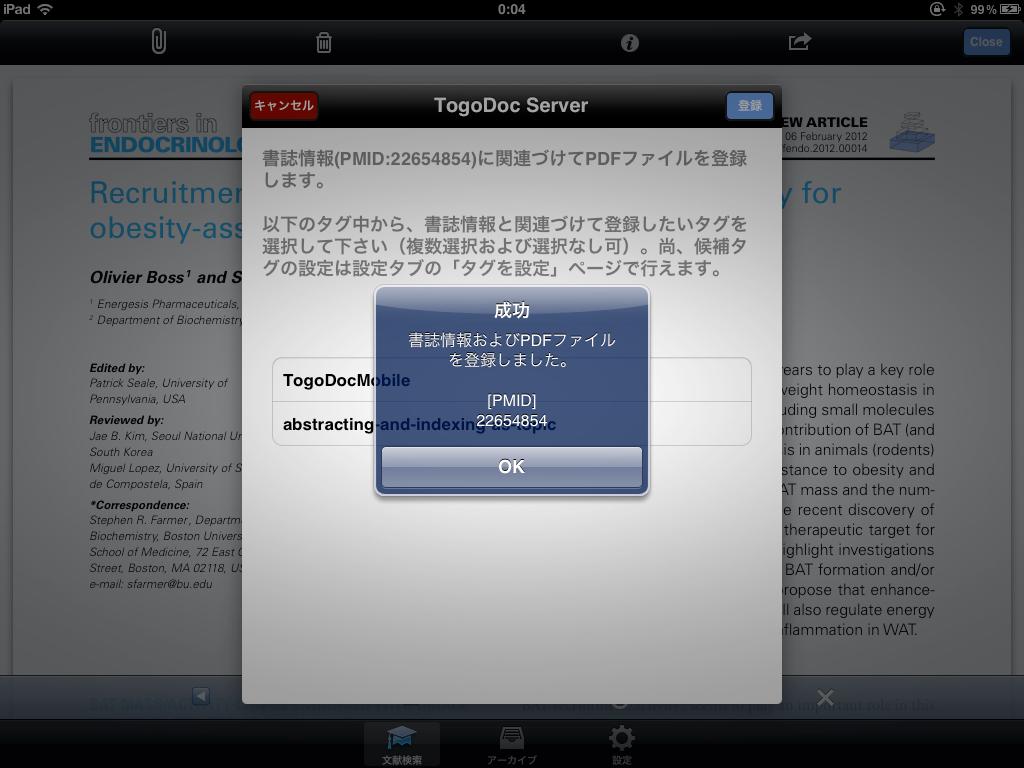 iPad
0:04
99%
Close
キャンセル
TogoDoc Server
登録
書誌情報(PMID:22654854)に関連づけてPDFファイルを登録
します。
以下のタグ中から、書誌情報と関連づけて登録したいタグを
選択して下さい（複数選択および選択なし可）。尚、候補タ
グの設定は設定タブの「タグを設定」ページで行えます。
成功
書誌情報およびPDFファイル
を登録しました。
[PMID]
22654854
OK
TogoDocMobile
abstracting-and-indexing-as-topic
frontiers in
ENDOCRINOL
EW ARTICLE
06 February 2012
fendo.2012.00014
Recruitmen
y for
obesity-ass
Olivier Boss¹ and S
¹ Energesis Pharmaceuticals,
² Department of Biochemistry
Edited by:
Patrick Seale, University of
Pennsylvania, USA
Reviewed by:
Jae B. Kim, Seoul National Un
South Korea
Miguel Lopez, University of S
de Compostela, Spain
*Correspondence:
Stephen R. Farmer, Departme
Biochemistry, Boston Univers
School of Medicine, 72 East C
Street, Boston, MA 02118, US
e-mail: sfarmer@bu.edu
ears to play a key role
weight homeostasis in
uding small molecules
ontribution of BAT (and
is in animals (rodents)
stance to obesity and
AT mass and the num-
e recent discovery of
therapeutic target for
ighlight investigations
BAT formation and/or
ropose that enhance-
ll also regulate energy
nflammation in WAT.
important role in this
文献検索
アーカイブ
設定